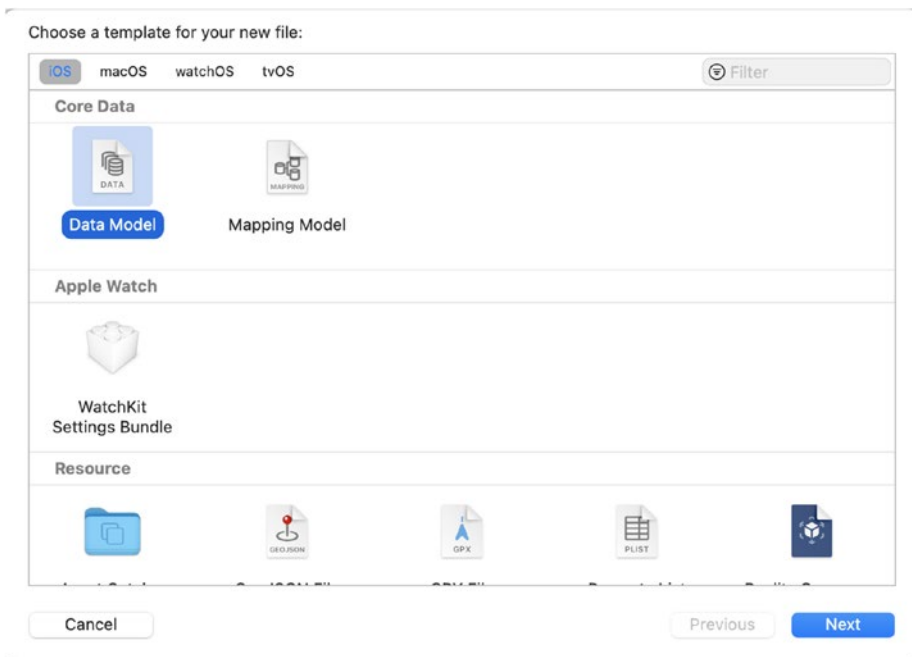 Choose a template for your new file:
iOS macOS watchOS tvOS Filter
Core Data
DATA MAPPING
Data Model Mapping Model
Apple Watch
WatchKit
Settings Bundle
Resource
GEOJSON GPX PLIST
Cancel Previous Next